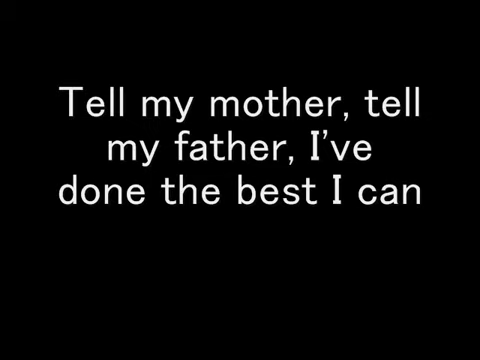 Tell my mother, tell
my father, I’ve
done the best I can